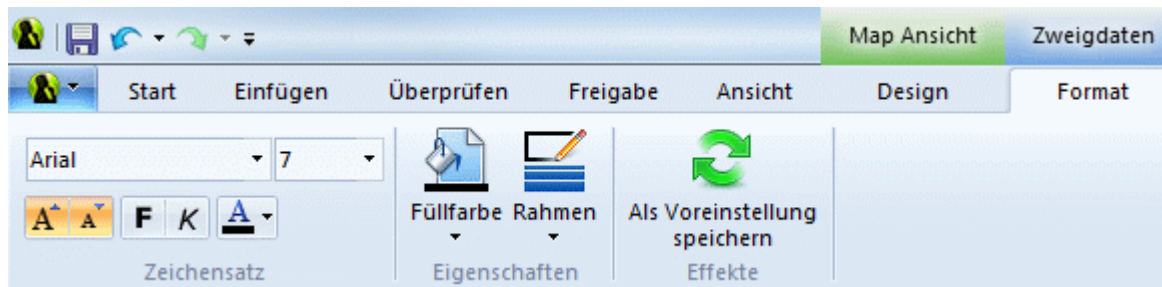 Map Ansicht Zweigdaten
Start Einfügen Überprüfen Freigabe Ansicht Design Format
Arial 7
A A F K A
Füllfarbe Rahmen Als Voreinstellung
speichern
Zeichensatz Eigenschaften Effekte